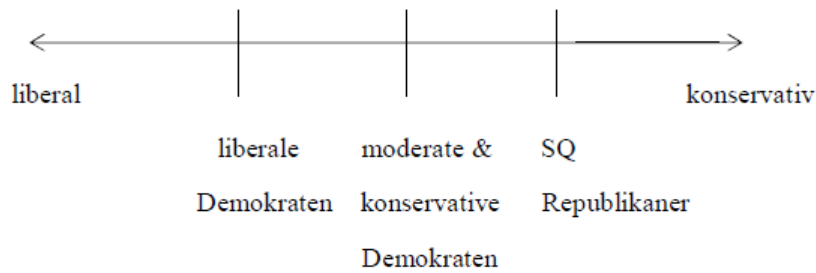 liberal konservativ
liberale moderate & SQ
Demokraten konservative Republikaner
Demokraten